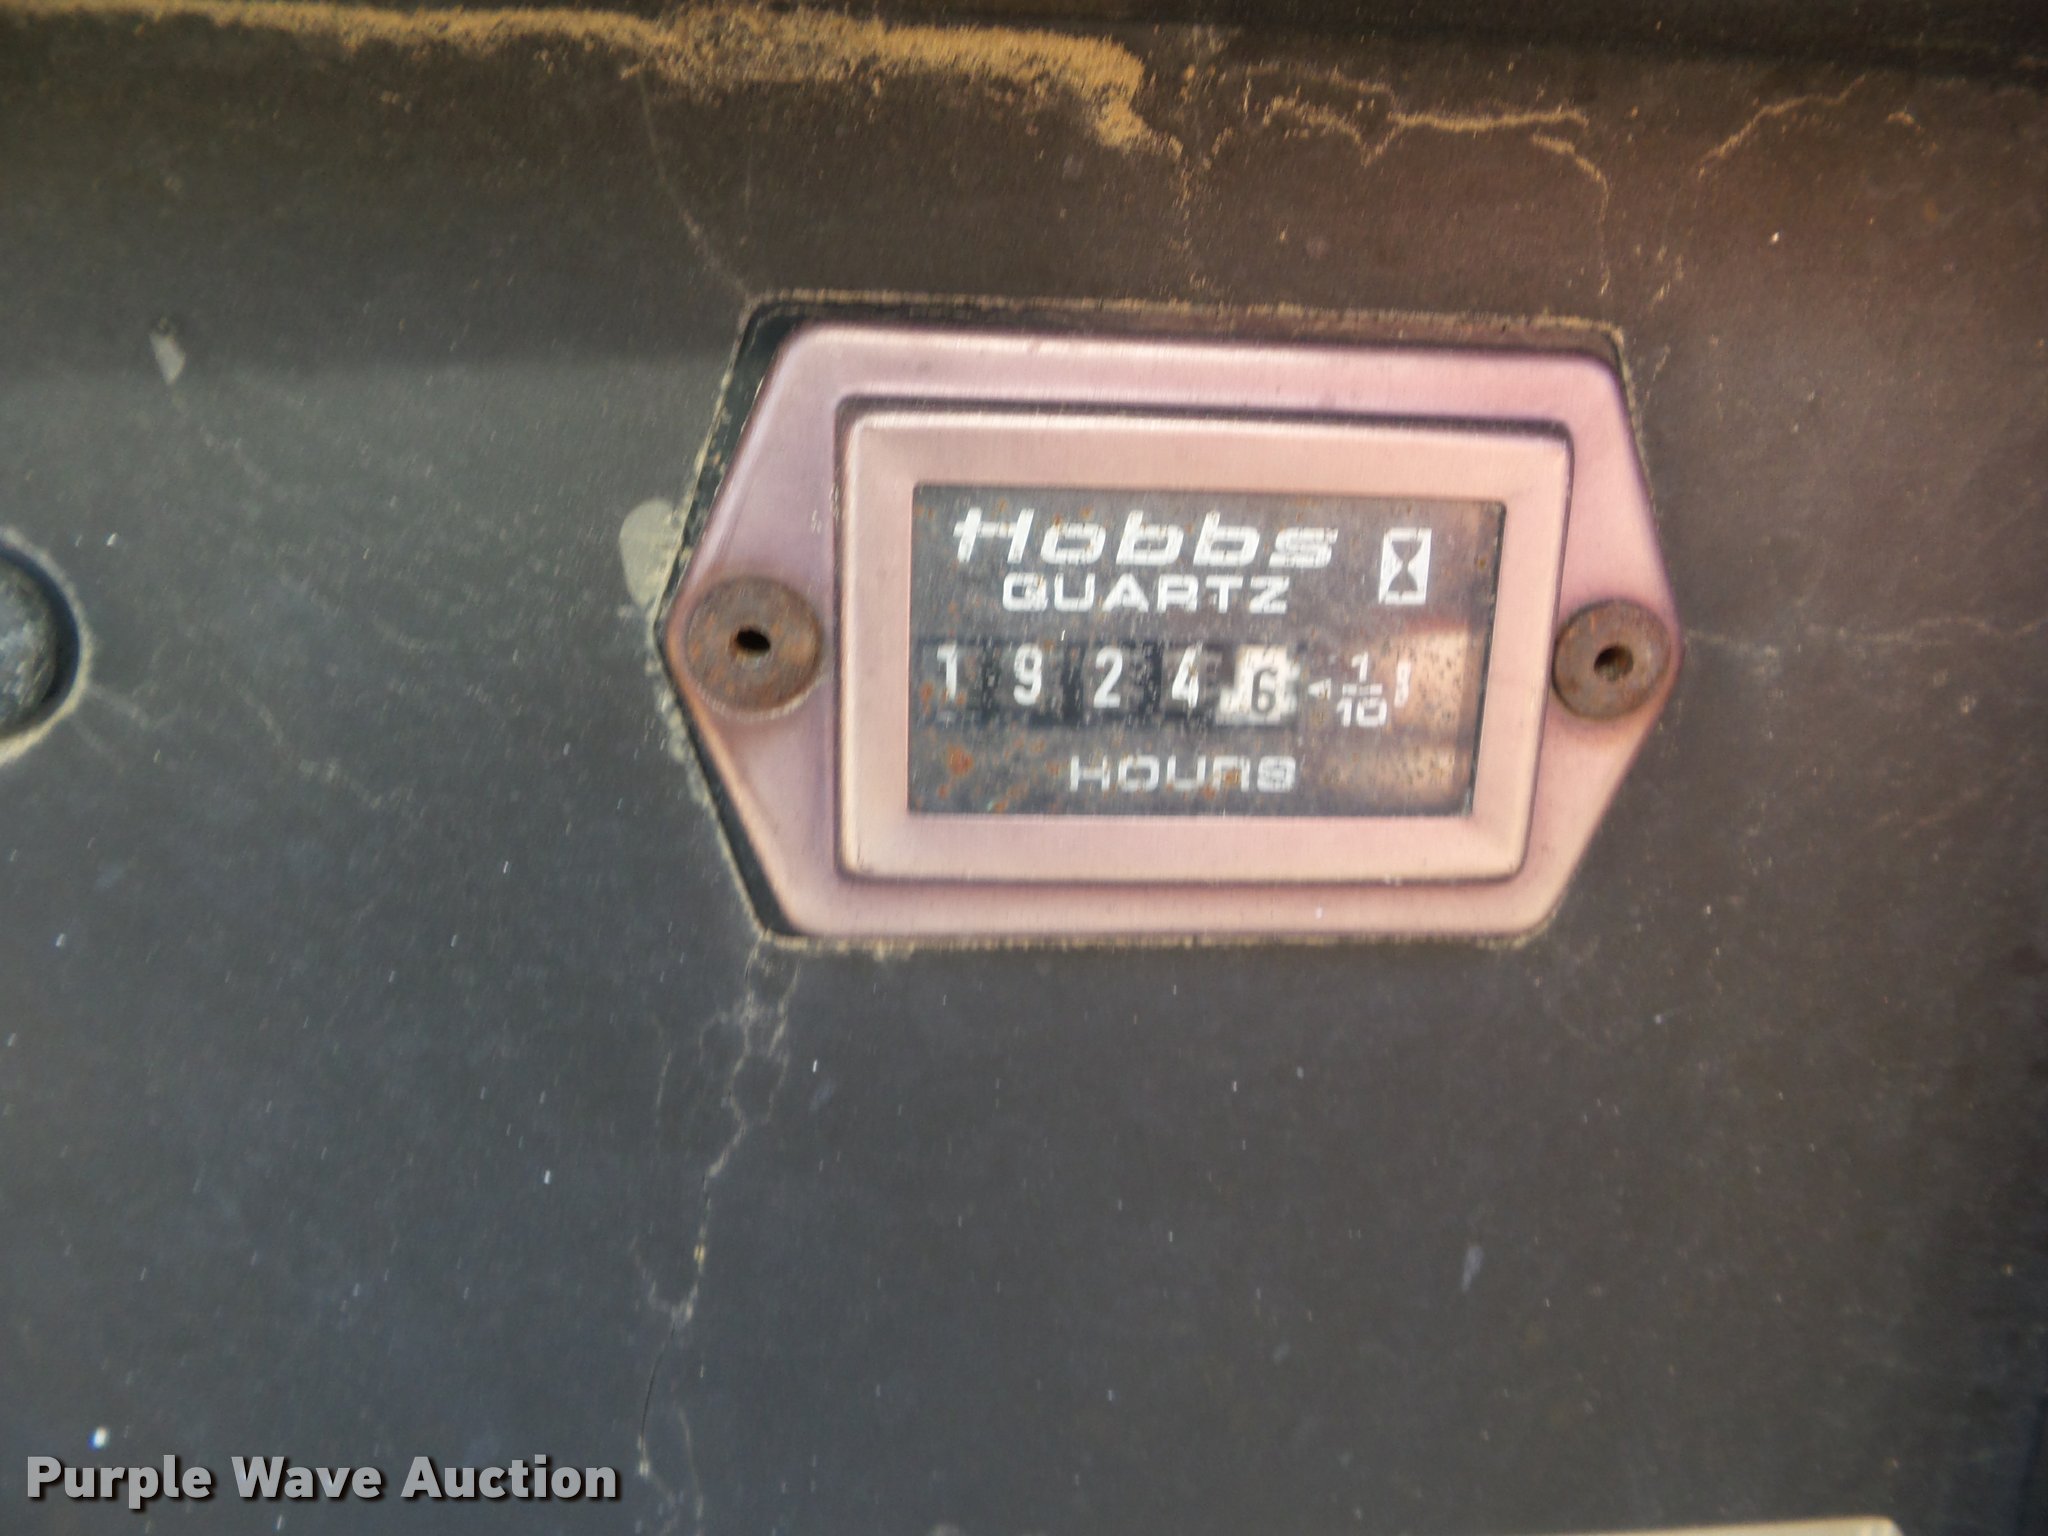 Hobbs
QUARTZ
1 9 2 4 6 1/10
HOURS
Purple Wave Auction